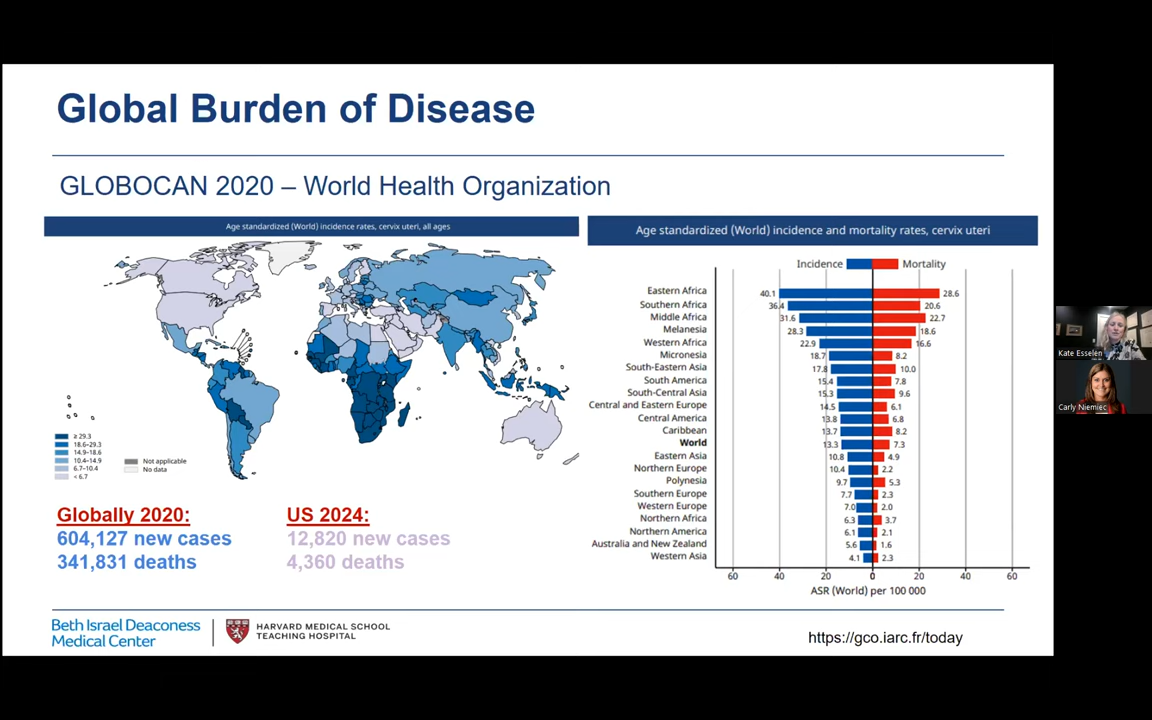 Global Burden of Disease
GLOBOCAN 2020 – World Health Organization
Age standardized (World) incidence rates, cervix uteri, all ages
≥ 29.3
18.6–29.3
14.9–18.6
10.4–14.9
6.7–10.4
< 6.7
Not applicable
No data
Globally 2020:
604,127 new cases
341,831 deaths
US 2024:
12,820 new cases
4,360 deaths
Age standardized (World) incidence and mortality rates, cervix uteri
Incidence Mortality
Eastern Africa 40.1 28.6
Southern Africa 36.4 20.6
Middle Africa 31.6 22.7
Melanesia 28.3 18.6
Western Africa 22.9 16.6
Micronesia 18.7 8.2
South-Eastern Asia 17.8 10.0
South America 15.4 7.8
South-Central Asia 15.3 9.6
Central and Eastern Europe 14.5 6.1
Central America 13.8 6.8
Caribbean 13.7 8.2
World 13.3 7.3
Eastern Asia 10.8 4.9
Northern Europe 10.4 2.2
Polynesia 9.7 5.3
Southern Europe 7.7 2.3
Western Europe 7.0 2.0
Northern Africa 6.3 3.7
Northern America 6.1 2.1
Australia and New Zealand 5.6 1.6
Western Asia 4.1 2.3
60 40 20 0 20 40 60
ASR (World) per 100 000
Beth Israel Deaconess
Medical Center
HARVARD MEDICAL SCHOOL
TEACHING HOSPITAL
https://gco.iarc.fr/today
Kate Esselen
Carly Niemiec